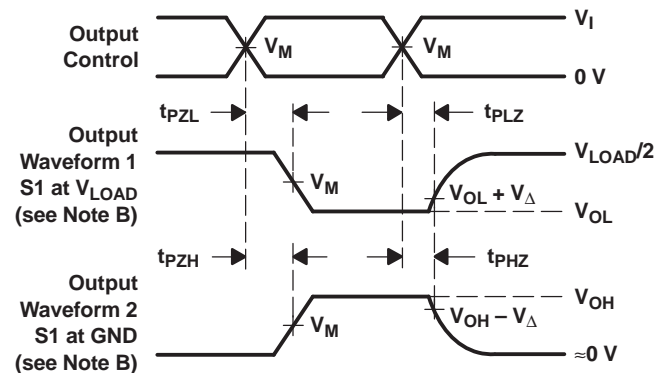 Output
Control
V_M
V_M
V_I
0 V
t_PZL
t_PLZ
Output
Waveform 1
S1 at V_LOAD
(see Note B)
V_M
V_LOAD/2
V_OL + V_Δ
V_OL
t_PZH
t_PHZ
Output
Waveform 2
S1 at GND
(see Note B)
V_M
V_OH
V_OH − V_Δ
≈0 V